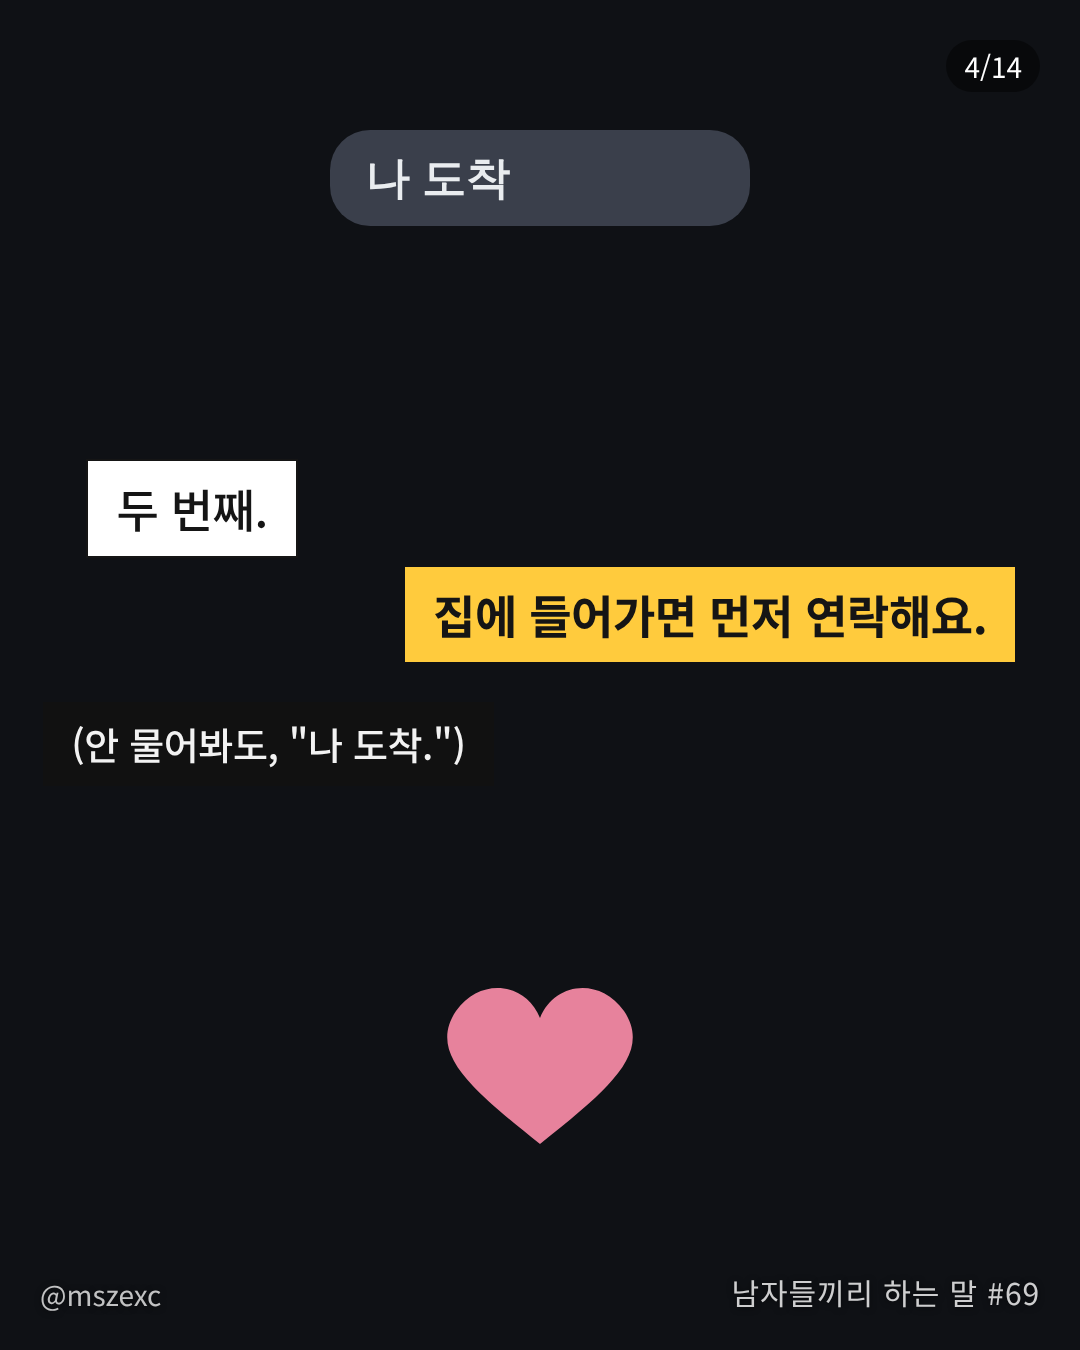 4/14
나 도착
두 번째.
집에 들어가면 먼저 연락해요.
(안 물어봐도, "나 도착.")
@mszexc
남자들끼리 하는 말 #69